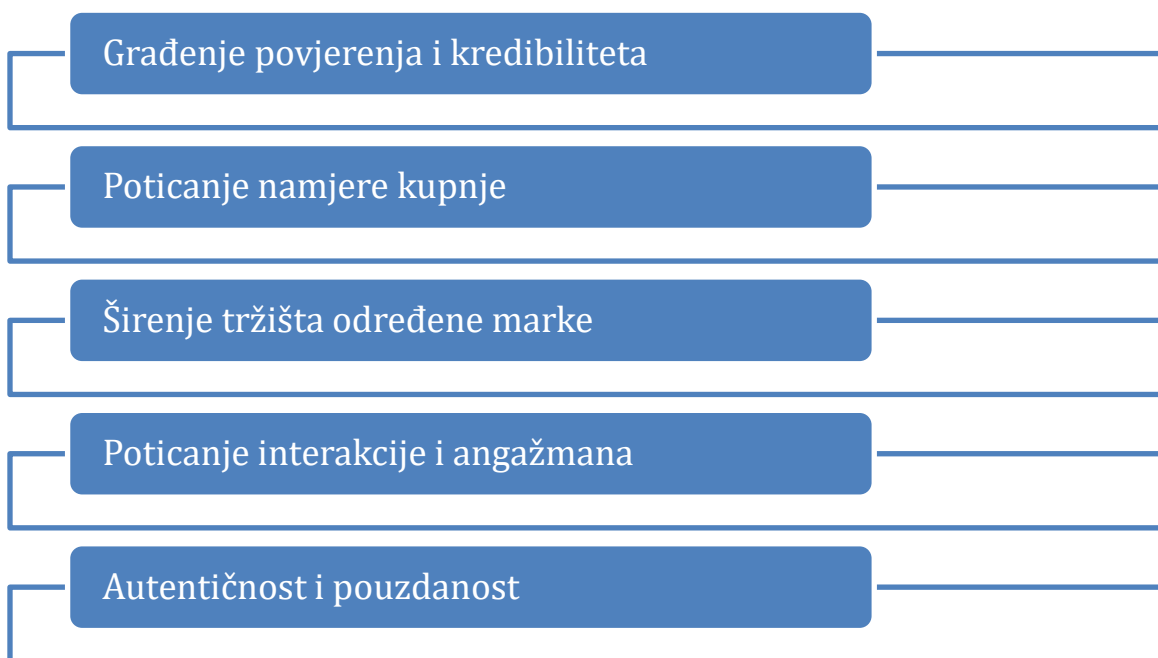 Građenje povjerenja i kredibiliteta
Poticanje namjere kupnje
Širenje tržišta određene marke
Poticanje interakcije i angažmana
Autentičnost i pouzdanost